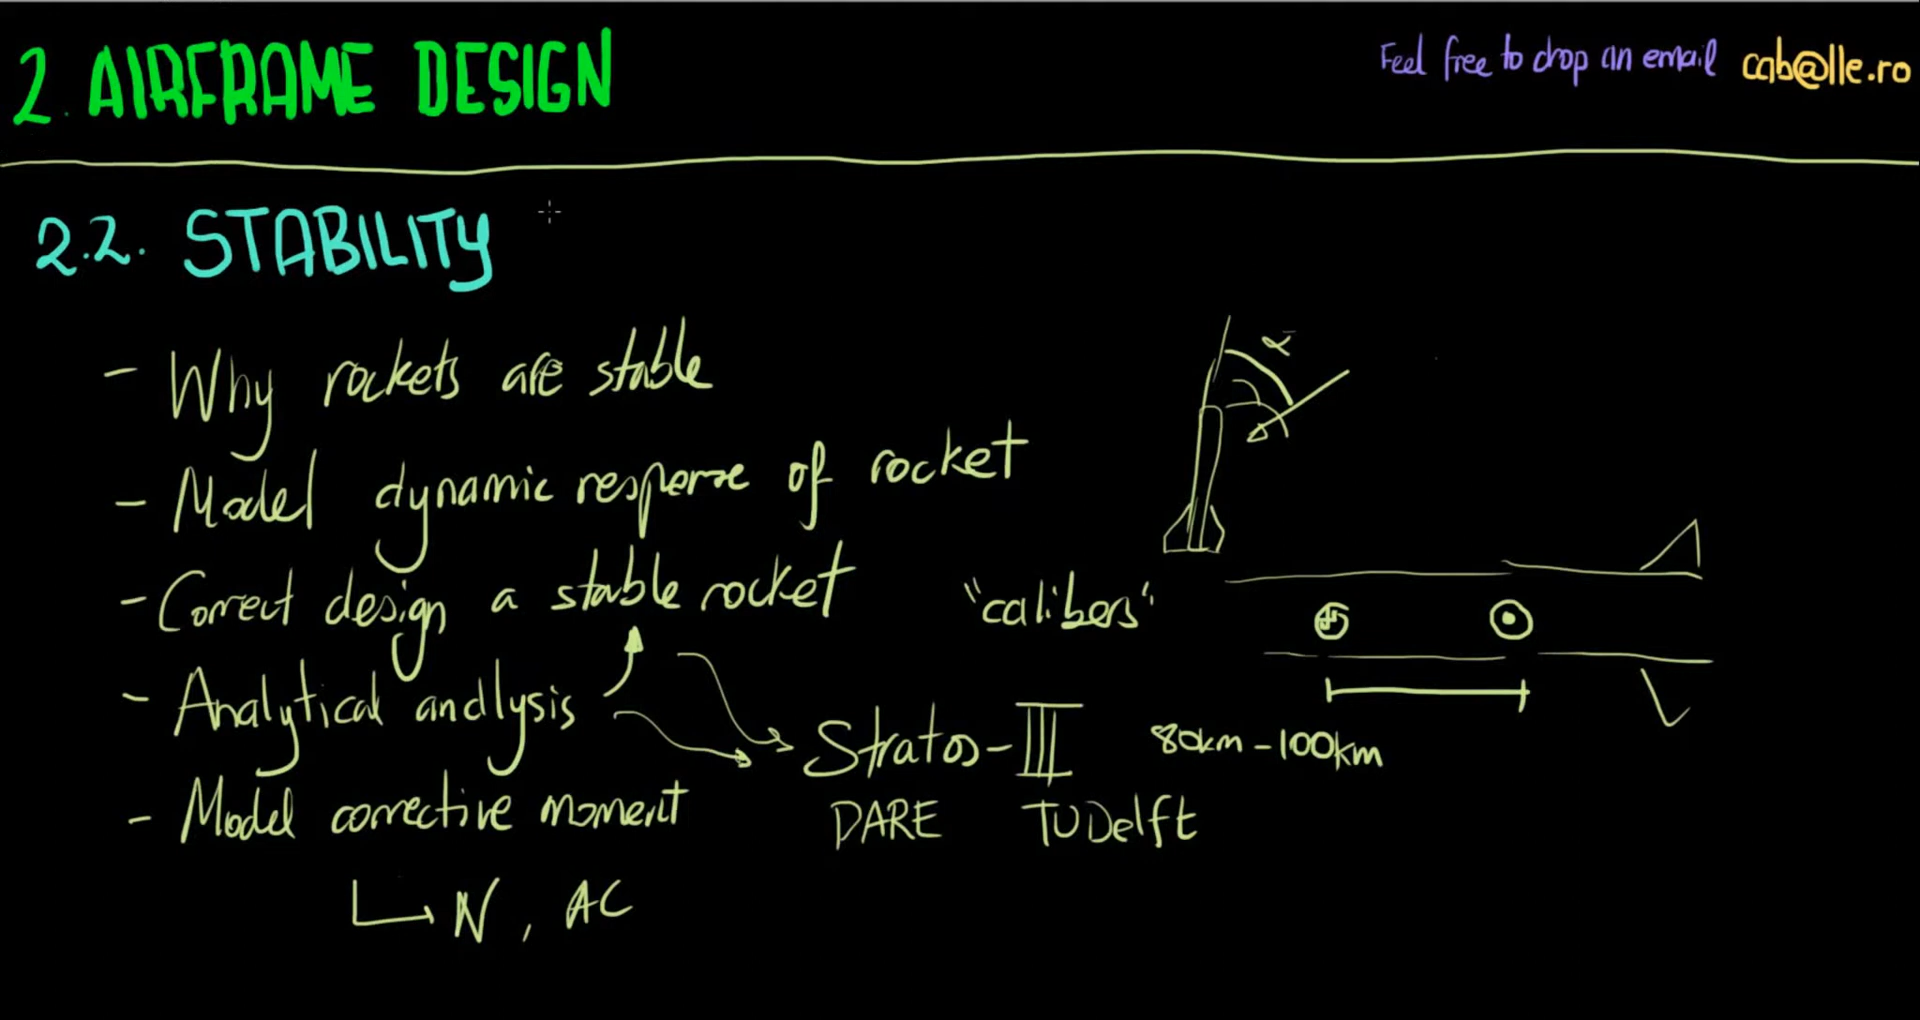 2. AIRFRAME DESIGN
Feel free to drop an email cab@lle.ro
2.2. STABILITY
- Why rockets are stable
- Model dynamic response of rocket
- Correct design a stable rocket
- Analytical analysis
- Model corrective moment
N, AC
α
"calibers"
Stratos-III 80km-100km
DARE TUDelft